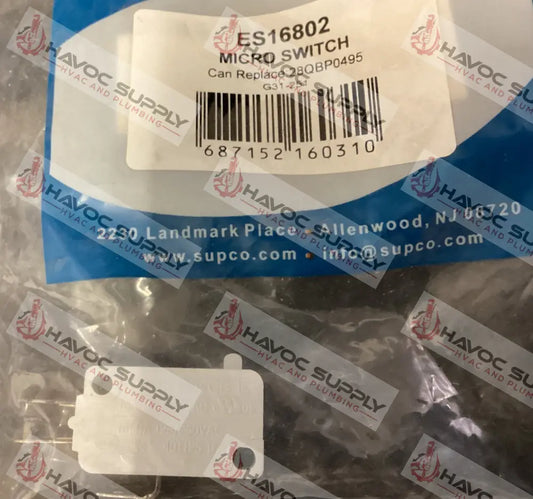 ES16802
MICRO SWITCH
Can Replace 28QBP0495
687152 160310
2230 Landmark Place • Allenwood, NJ 08720
www.supco.com • info@supco.com
HAVOC SUPPLY
HVAC AND PLUMBING